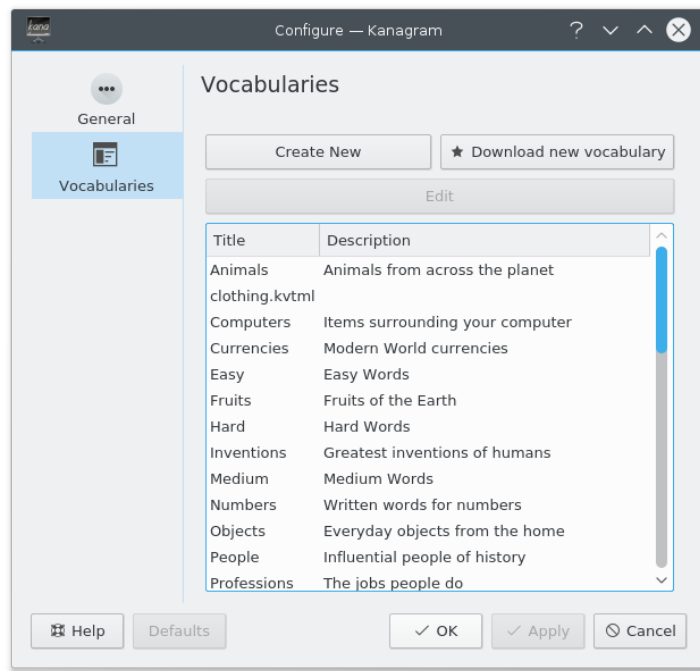 kana
Configure — Kanagram
General
Vocabularies
Vocabularies
Create New
★ Download new vocabulary
Edit
Title Description
Animals Animals from across the planet
clothing.kvtml
Computers Items surrounding your computer
Currencies Modern World currencies
Easy Easy Words
Fruits Fruits of the Earth
Hard Hard Words
Inventions Greatest inventions of humans
Medium Medium Words
Numbers Written words for numbers
Objects Everyday objects from the home
People Influential people of history
Professions The jobs people do
Help Defaults OK Apply Cancel